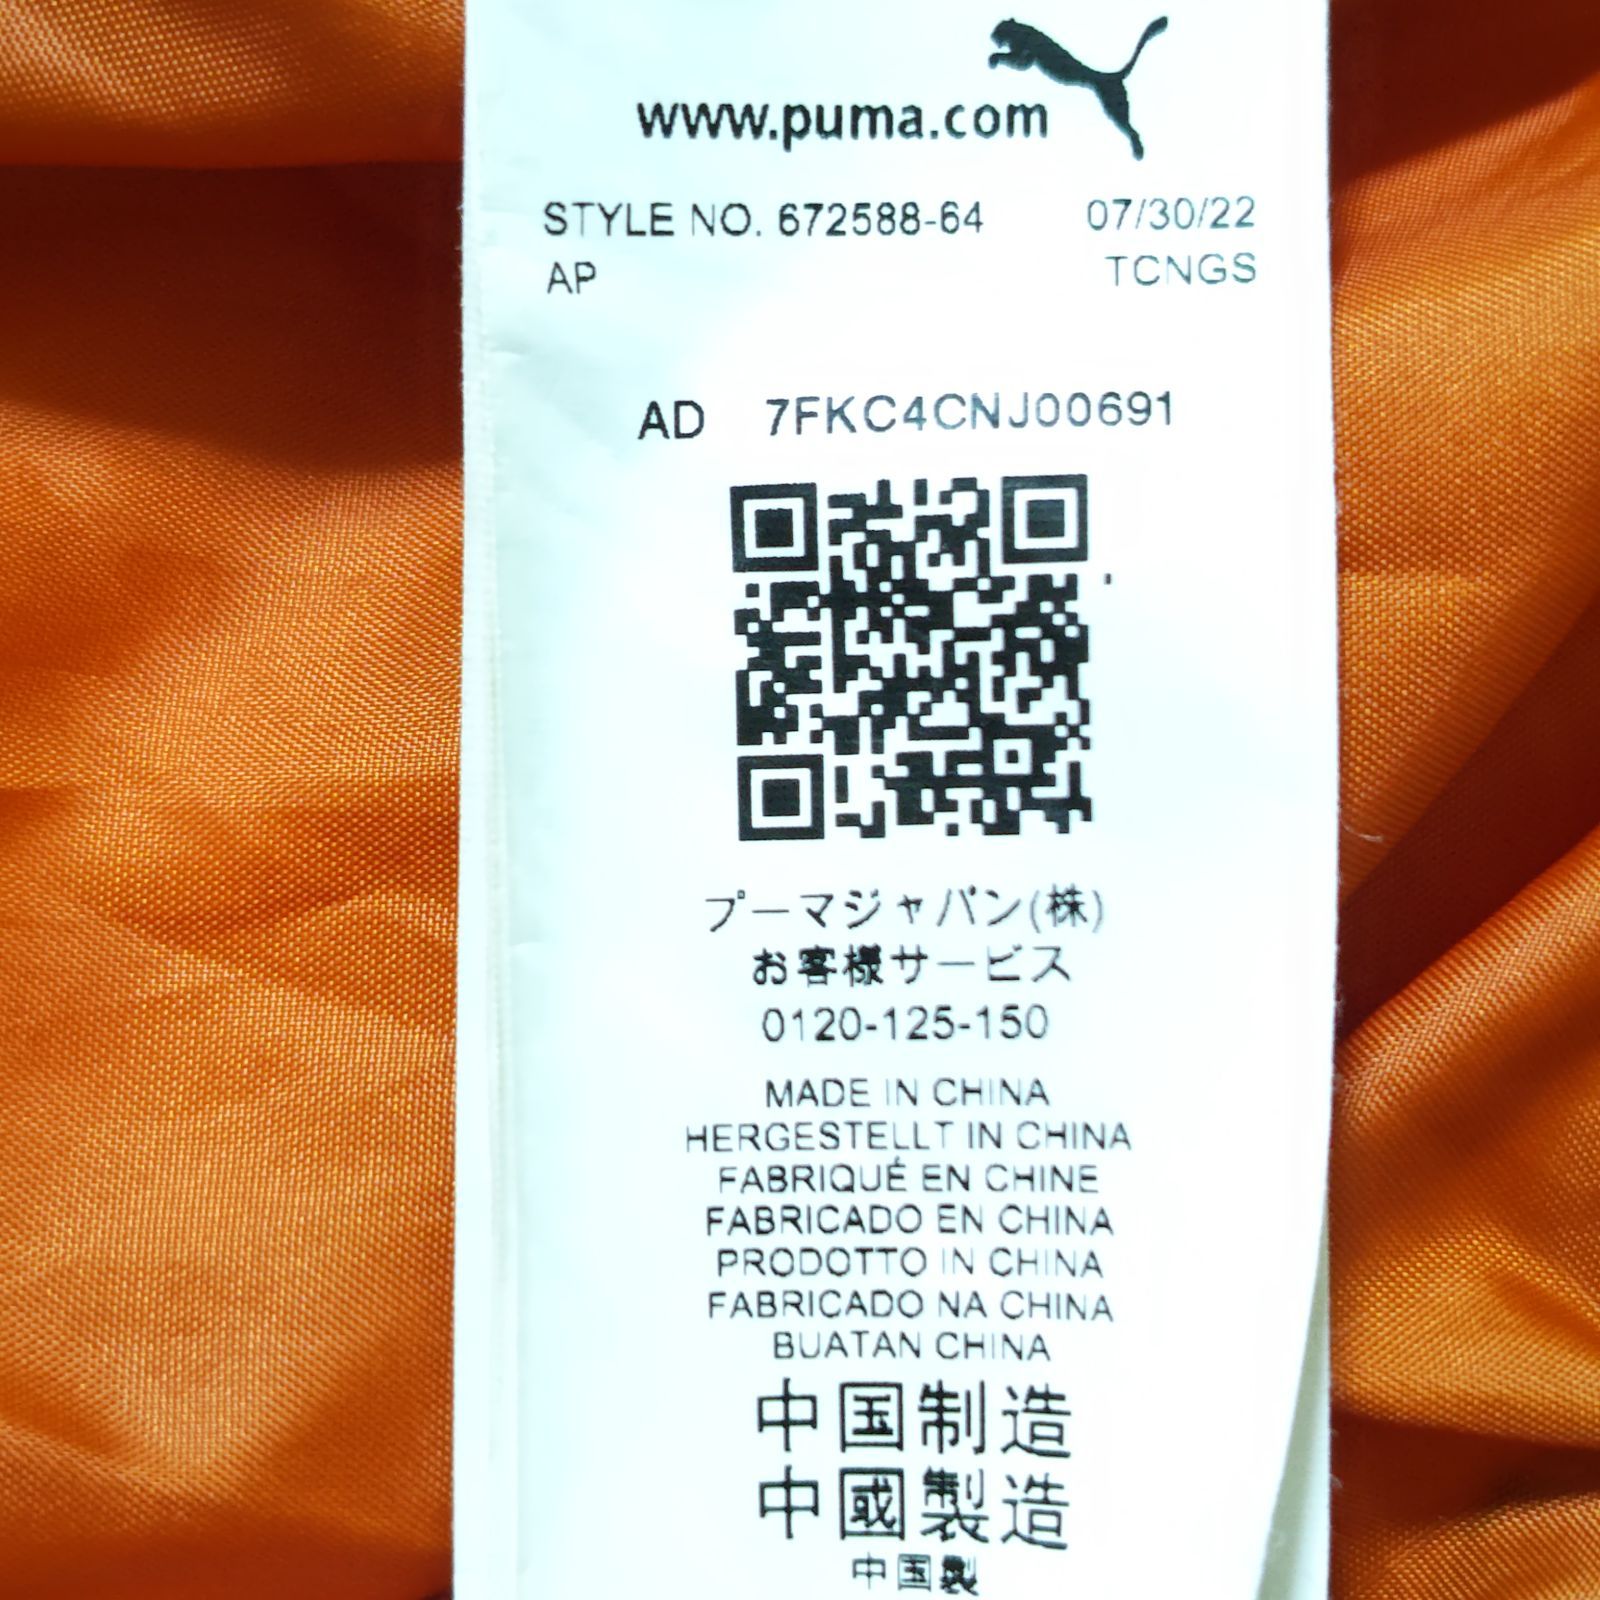 www.puma.com
STYLE NO. 672588-64 07/30/22
AP TCNGS
AD 7FKC4CNJ00691
プーマジャパン(株)
お客様サービス
0120-125-150
MADE IN CHINA
HERGESTELLT IN CHINA
FABRIQUÉ EN CHINE
FABRICADO EN CHINA
PRODOTTO IN CHINA
FABRICADO NA CHINA
BUATAN CHINA
中国制造
中國製造
中国製